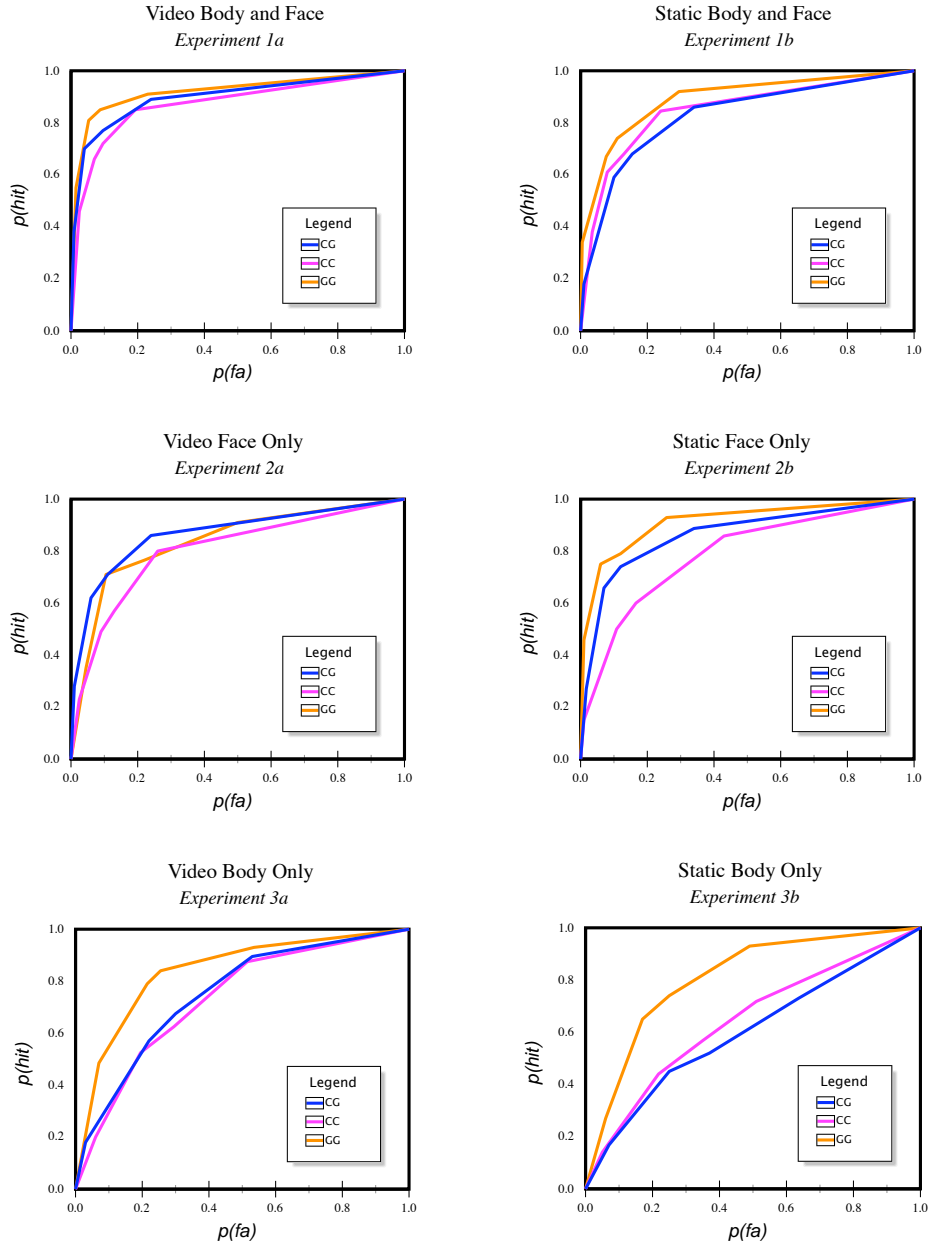 Video Body and Face
Experiment 1a
1.0
0.8
0.6
0.4
0.2
0.0
p(hit)
Legend
CG
CC
GG
0.0 0.2 0.4 0.6 0.8 1.0
p(fa)
Static Body and Face
Experiment 1b
1.0
0.8
0.6
0.4
0.2
0.0
p(hit)
Legend
CG
CC
GG
0.0 0.2 0.4 0.6 0.8 1.0
p(fa)
Video Face Only
Experiment 2a
1.0
0.8
0.6
0.4
0.2
0.0
p(hit)
Legend
CG
CC
GG
0.0 0.2 0.4 0.6 0.8 1.0
p(fa)
Static Face Only
Experiment 2b
1.0
0.8
0.6
0.4
0.2
0.0
p(hit)
Legend
CG
CC
GG
0.0 0.2 0.4 0.6 0.8 1.0
p(fa)
Video Body Only
Experiment 3a
1.0
0.8
0.6
0.4
0.2
0.0
p(hit)
Legend
CG
CC
GG
0.0 0.2 0.4 0.6 0.8 1.0
p(fa)
Static Body Only
Experiment 3b
1.0
0.8
0.6
0.4
0.2
0.0
p(hit)
Legend
CG
CC
GG
0.0 0.2 0.4 0.6 0.8 1.0
p(fa)